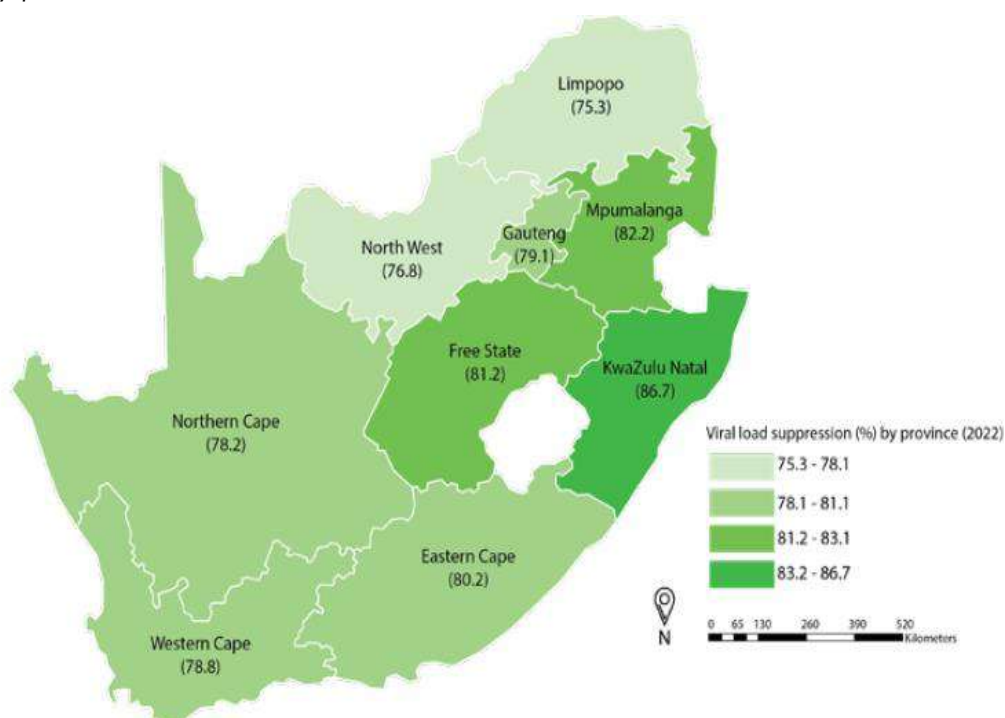 Limpopo
(75.3)
Mpumalanga
(82.2)
Gauteng
(79.1)
North West
(76.8)
Free State
(81.2)
KwaZulu Natal
(86.7)
Northern Cape
(78.2)
Eastern Cape
(80.2)
Western Cape
(78.8)
Viral load suppression (%) by province (2022)
75.3 - 78.1
78.1 - 81.1
81.2 - 83.1
83.2 - 86.7
N
0 65 130 260 390 520
Kilometers